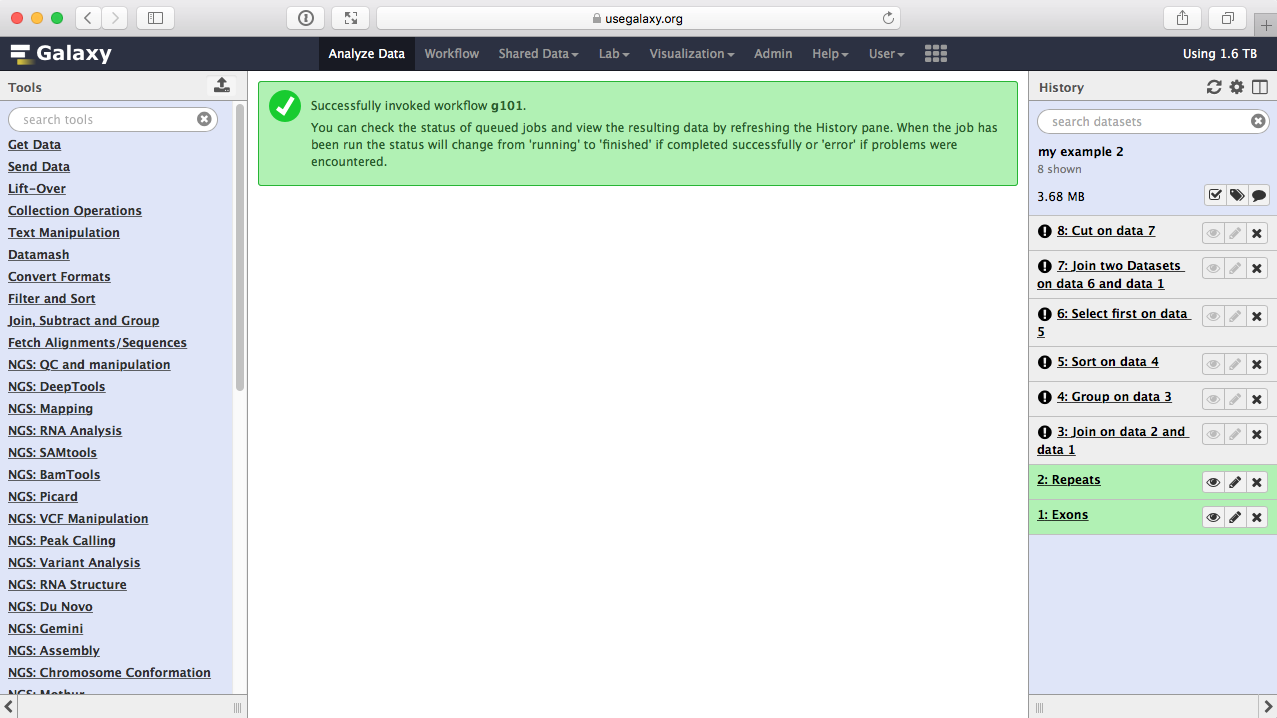 usegalaxy.org
Galaxy
Analyze Data
Workflow
Shared Data
Lab
Visualization
Admin
Help
User
Using 1.6 TB
Tools
search tools
Get Data
Send Data
Lift-Over
Collection Operations
Text Manipulation
Datamash
Convert Formats
Filter and Sort
Join, Subtract and Group
Fetch Alignments/Sequences
NGS: QC and manipulation
NGS: DeepTools
NGS: Mapping
NGS: RNA Analysis
NGS: SAMtools
NGS: BamTools
NGS: Picard
NGS: VCF Manipulation
NGS: Peak Calling
NGS: Variant Analysis
NGS: RNA Structure
NGS: Du Novo
NGS: Gemini
NGS: Assembly
NGS: Chromosome Conformation
NGS: Mothur
Successfully invoked workflow g101.
You can check the status of queued jobs and view the resulting data by refreshing the History pane. When the job has
been run the status will change from 'running' to 'finished' if completed successfully or 'error' if problems were
encountered.
History
search datasets
my example 2
8 shown
3.68 MB
8: Cut on data 7
7: Join two Datasets
on data 6 and data 1
6: Select first on data
5
5: Sort on data 4
4: Group on data 3
3: Join on data 2 and
data 1
2: Repeats
1: Exons